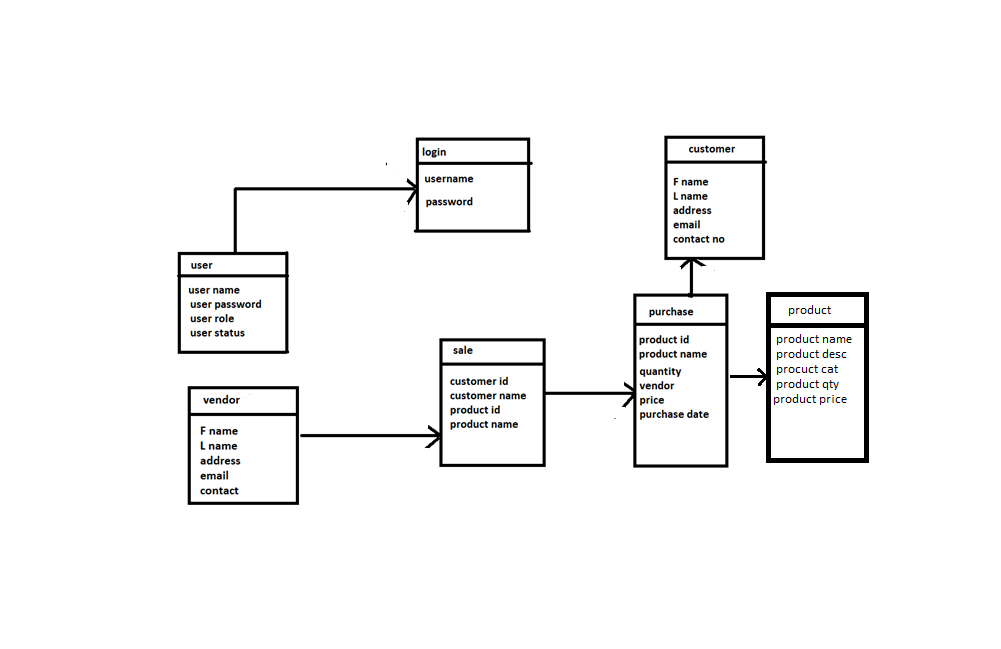 login
username
password
customer
F name
L name
address
email
contact no
user
user name
user password
user role
user status
vendor
F name
L name
address
email
contact
sale
customer id
customer name
product id
product name
purchase
product id
product name
quantity
vendor
price
purchase date
product
product name
product desc
procuct cat
product qty
product price